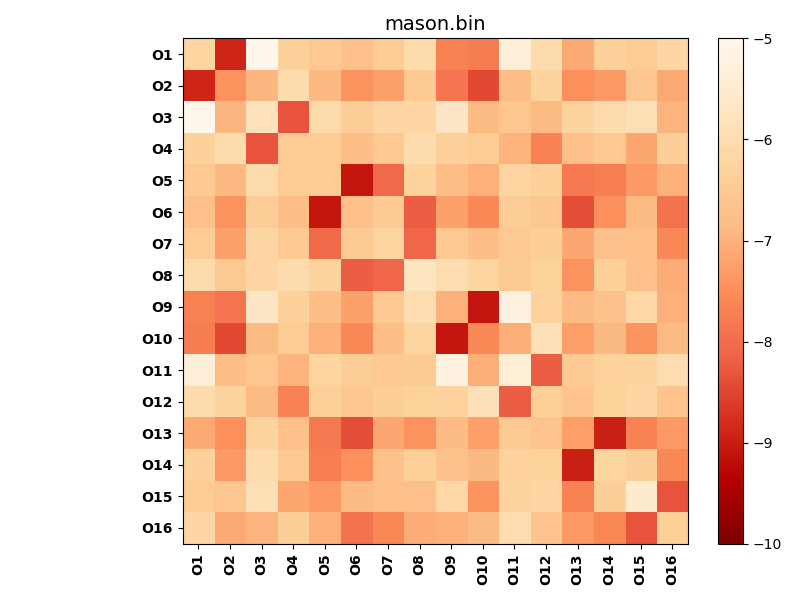 mason.bin
O1
O2
O3
O4
O5
O6
O7
O8
O9
O10
O11
O12
O13
O14
O15
O16
O1 O2 O3 O4 O5 O6 O7 O8 O9 O10 O11 O12 O13 O14 O15 O16
−5
−6
−7
−8
−9
−10